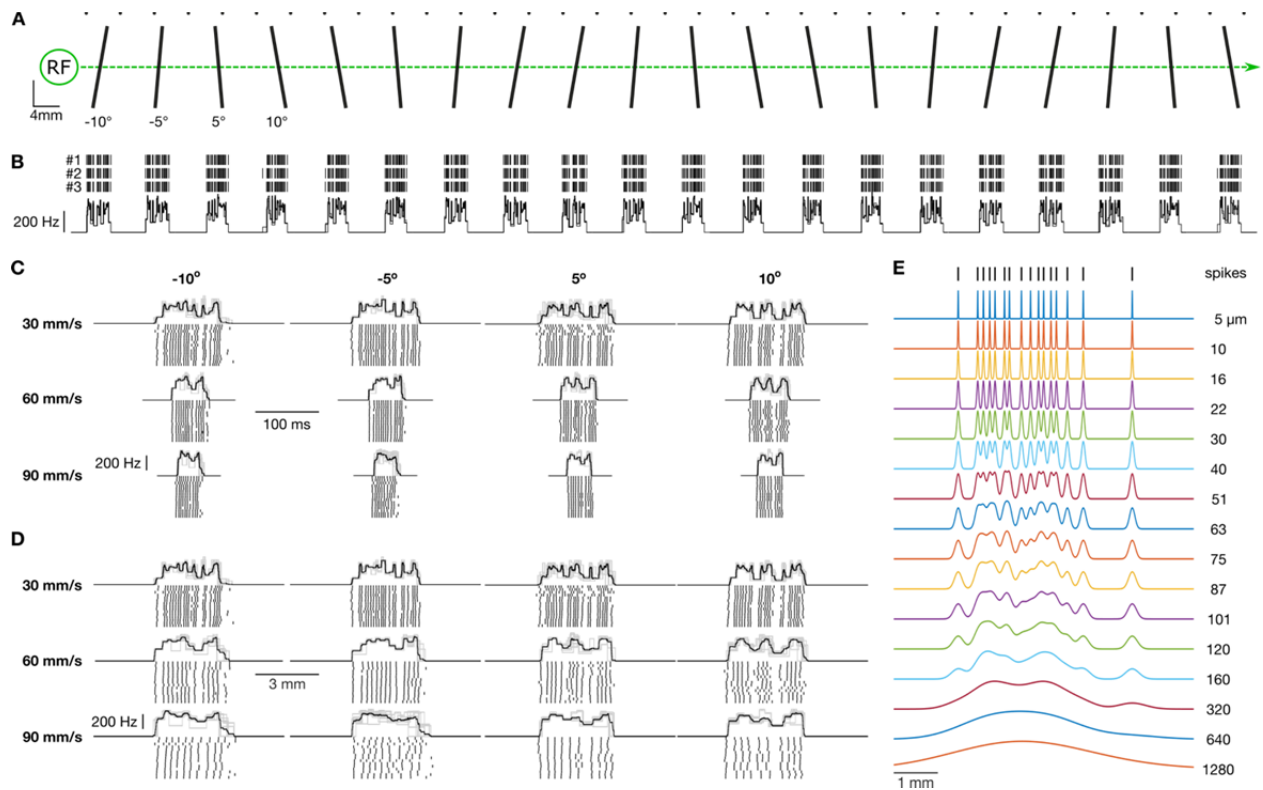 A
RF
4mm
-10° -5° 5° 10°
B
#1
#2
#3
200 Hz
C
-10° -5° 5° 10°
30 mm/s
60 mm/s
100 ms
200 Hz
90 mm/s
D
30 mm/s
60 mm/s
3 mm
200 Hz
90 mm/s
E
spikes
5 µm
10
16
22
30
40
51
63
75
87
101
120
160
320
640
1280
1 mm